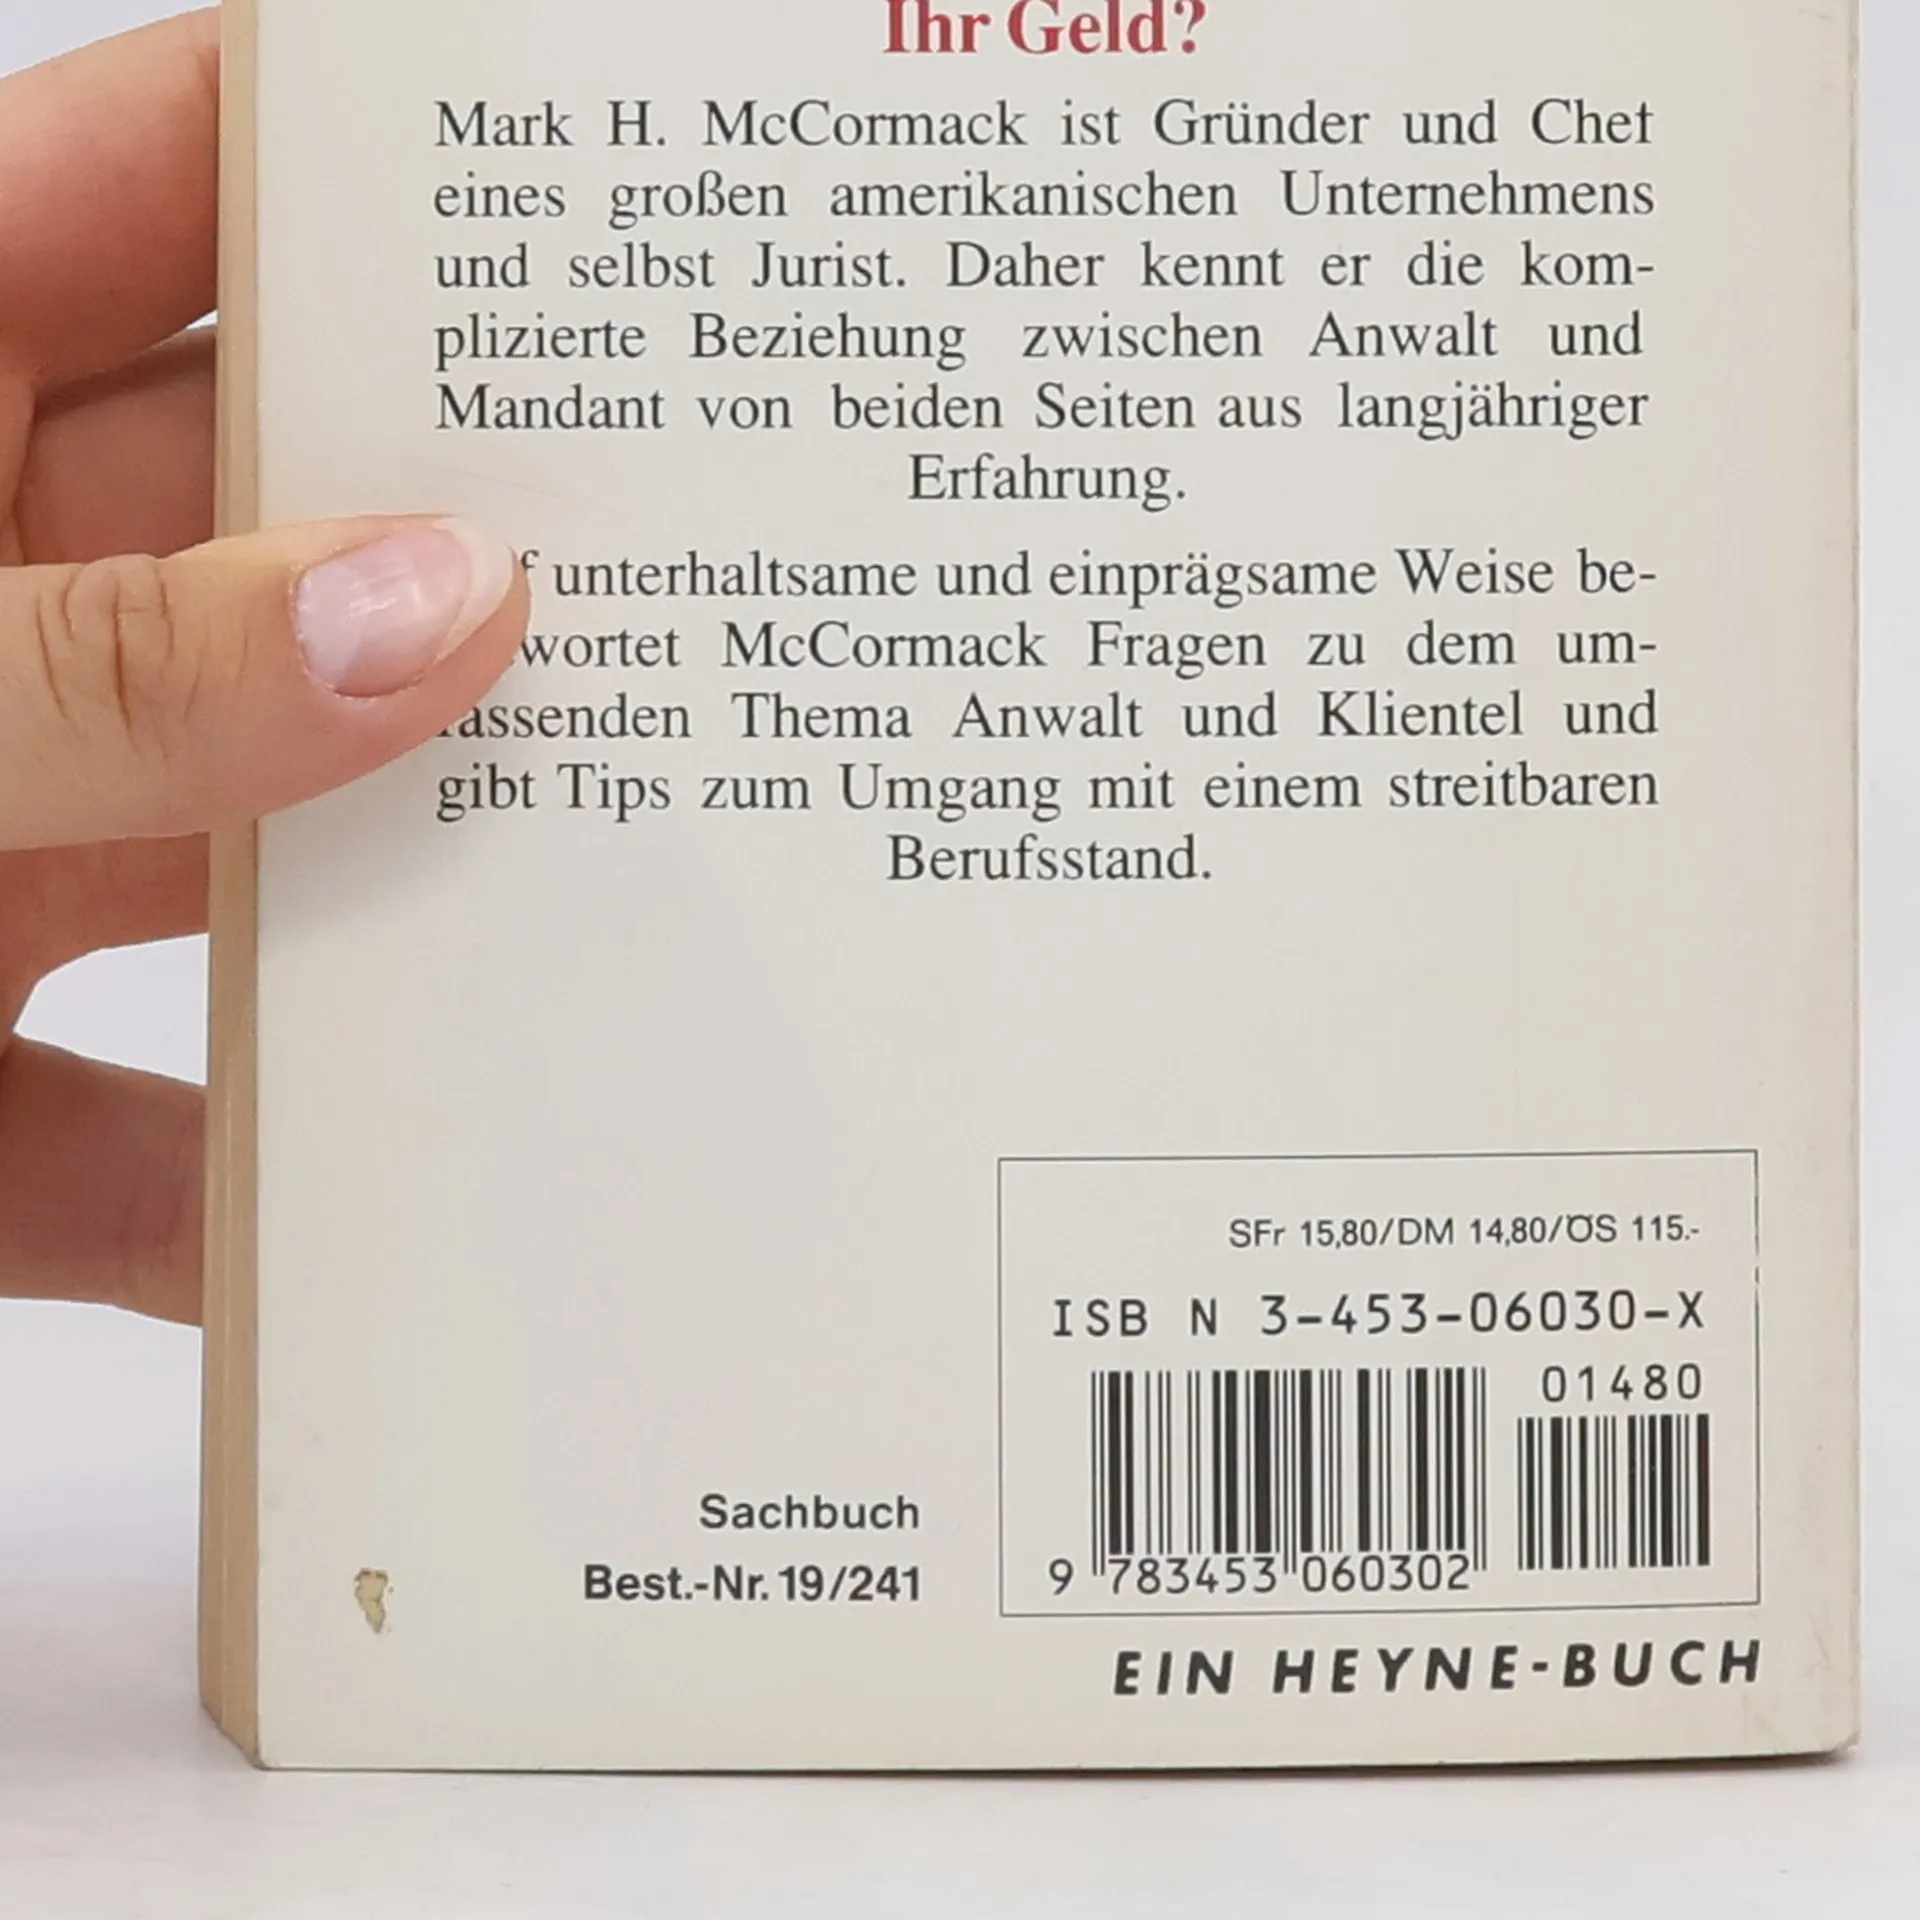 Ihr Geld?
Mark H. McCormack ist Gründer und Chef
eines großen amerikanischen Unternehmens
und selbst Jurist. Daher kennt er die kom-
plizierte Beziehung zwischen Anwalt und
Mandant von beiden Seiten aus langjähriger
Erfahrung.
unterhaltsame und einprägsame Weise be-
wortet McCormack Fragen zu dem um-
assenden Thema Anwalt und Klientel und
gibt Tips zum Umgang mit einem streitbaren
Berufsstand.
SFr 15,80/DM 14,80/ÖS 115.-
ISB N 3-453-06030-X
01480
9 783453 060302
Sachbuch
Best.-Nr. 19/241
EIN HEYNE-BUCH